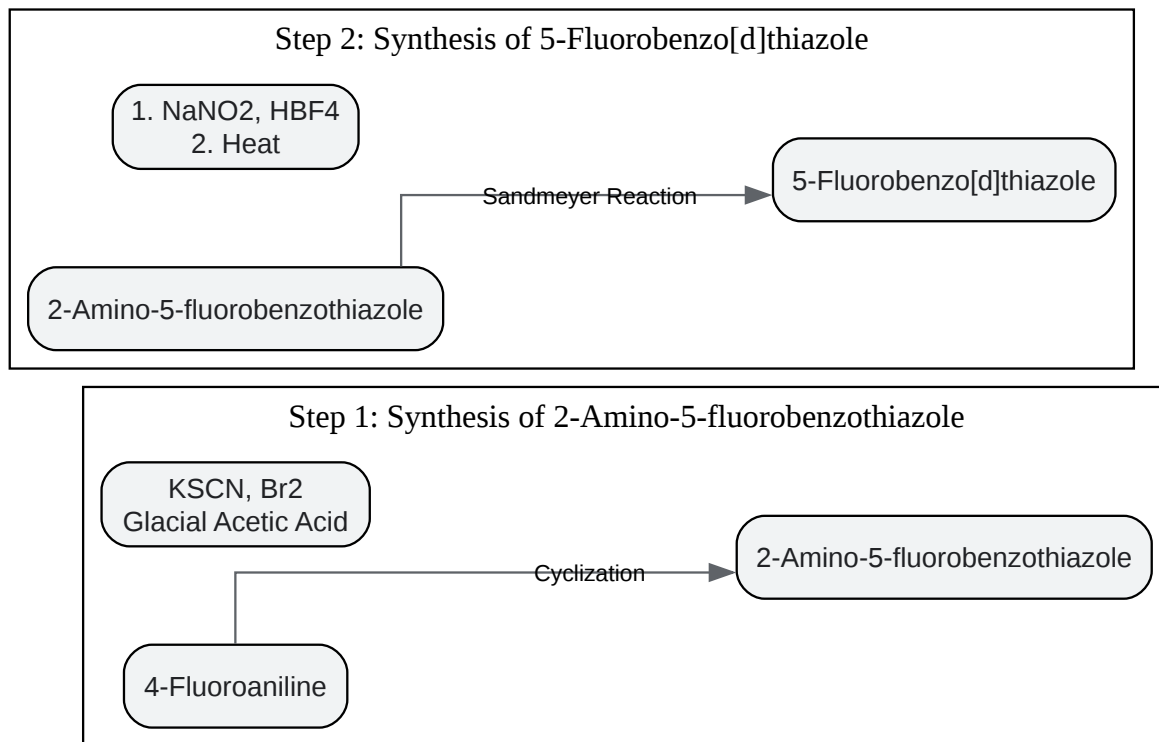 Step 2: Synthesis of 5-Fluorobenzo[d]thiazole
1. NaNO2, HBF4
2. Heat
5-Fluorobenzo[d]thiazole
Sandmeyer Reaction
2-Amino-5-fluorobenzothiazole
Step 1: Synthesis of 2-Amino-5-fluorobenzothiazole
KSCN, Br2
Glacial Acetic Acid
2-Amino-5-fluorobenzothiazole
Cyclization
4-Fluoroaniline